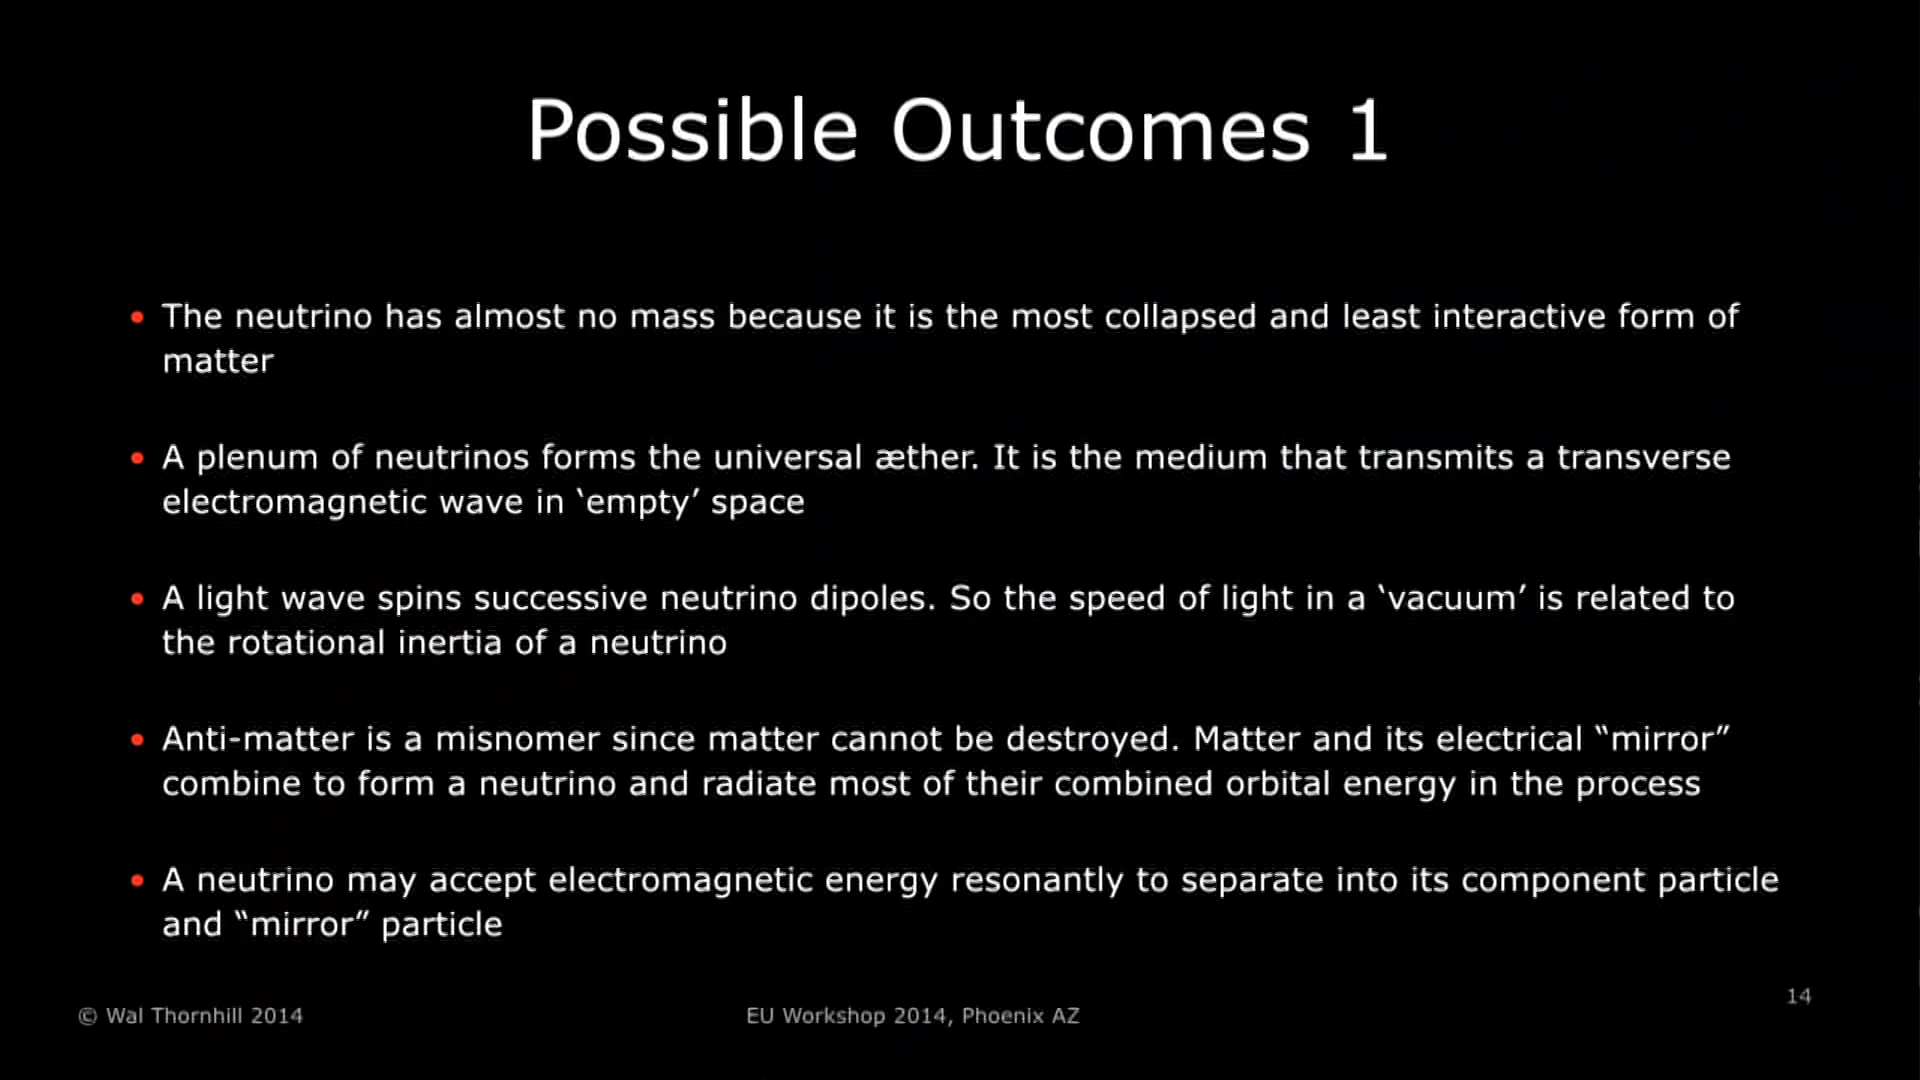 Possible Outcomes 1
• The neutrino has almost no mass because it is the most collapsed and least interactive form of
matter
• A plenum of neutrinos forms the universal æther. It is the medium that transmits a transverse
electromagnetic wave in ‘empty’ space
• A light wave spins successive neutrino dipoles. So the speed of light in a ‘vacuum’ is related to
the rotational inertia of a neutrino
• Anti-matter is a misnomer since matter cannot be destroyed. Matter and its electrical “mirror”
combine to form a neutrino and radiate most of their combined orbital energy in the process
• A neutrino may accept electromagnetic energy resonantly to separate into its component particle
and “mirror” particle
14
© Wal Thornhill 2014
EU Workshop 2014, Phoenix AZ